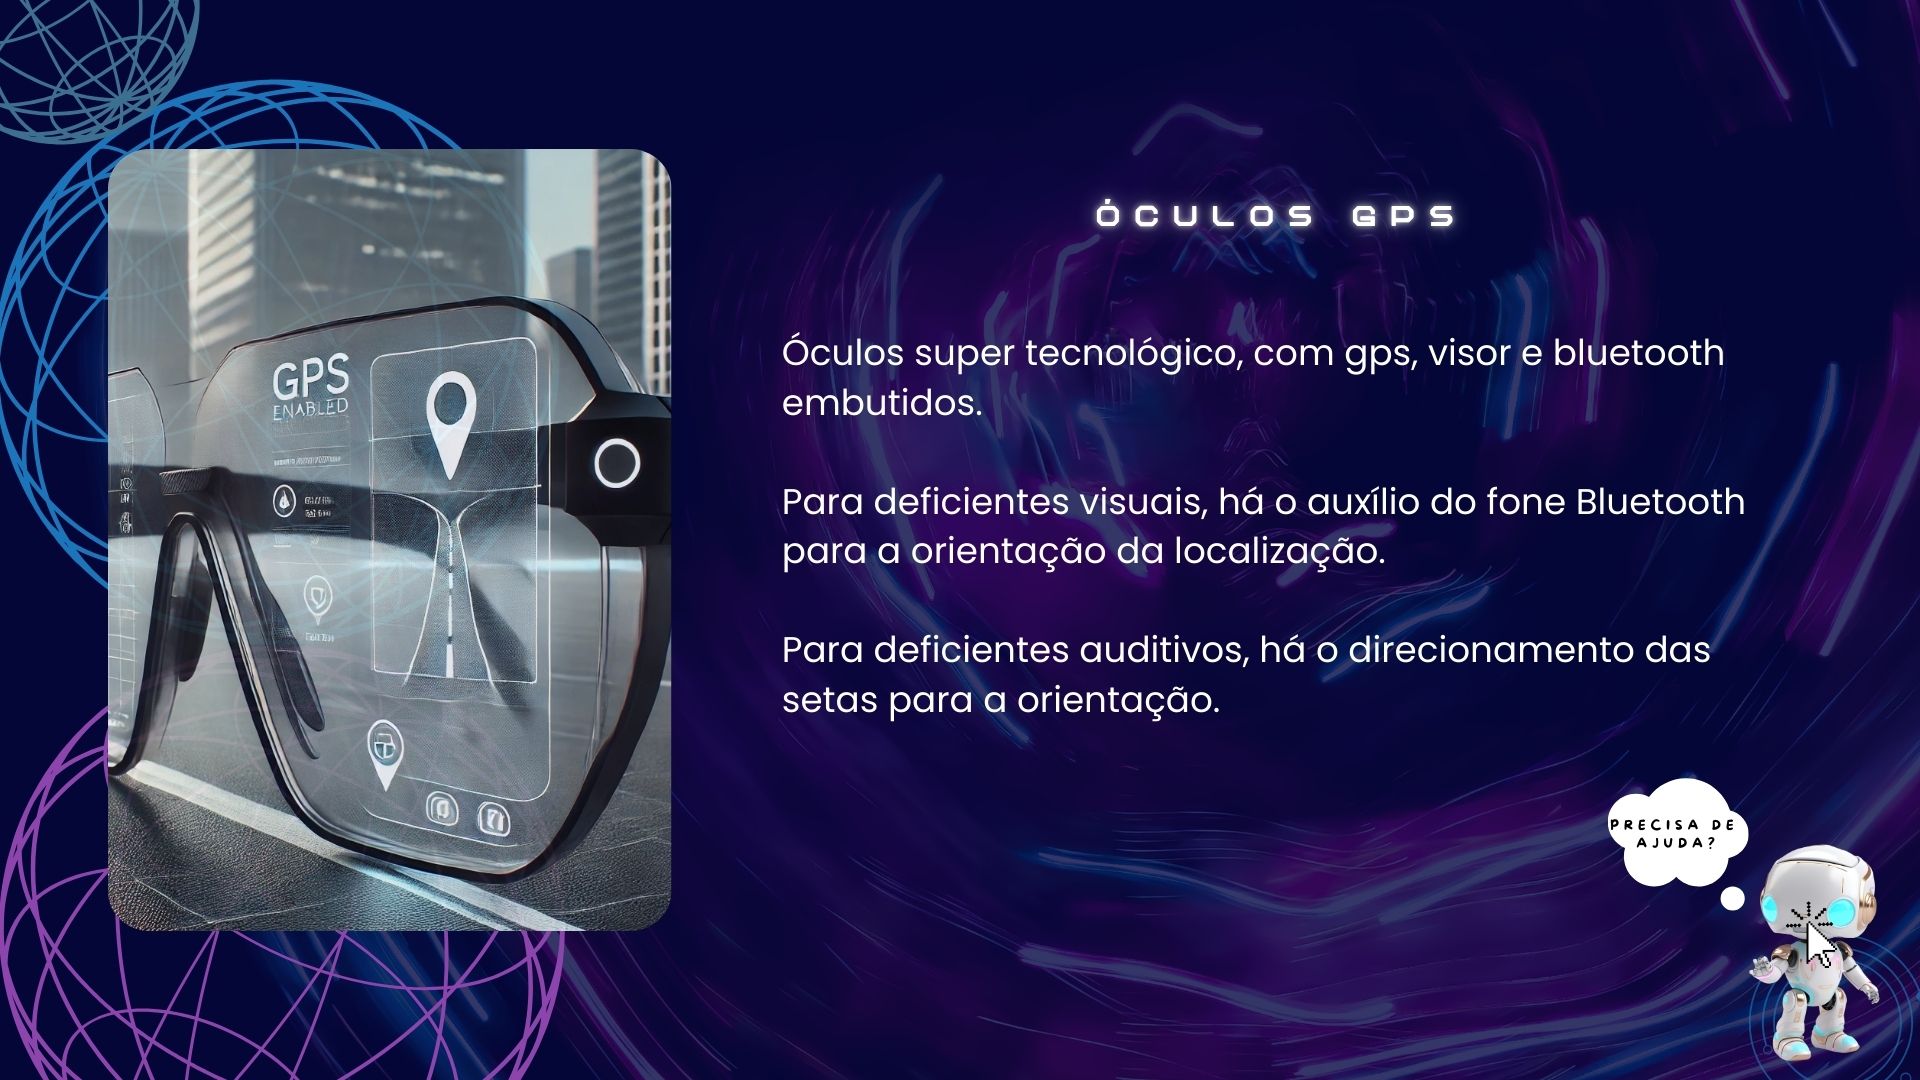 ÓCULOS GPS
GPS
ENABLED
Óculos super tecnológico, com gps, visor e bluetooth
embutidos.
Para deficientes visuais, há o auxílio do fone Bluetooth
para a orientação da localização.
Para deficientes auditivos, há o direcionamento das
setas para a orientação.
PRECISA DE
AJUDA?